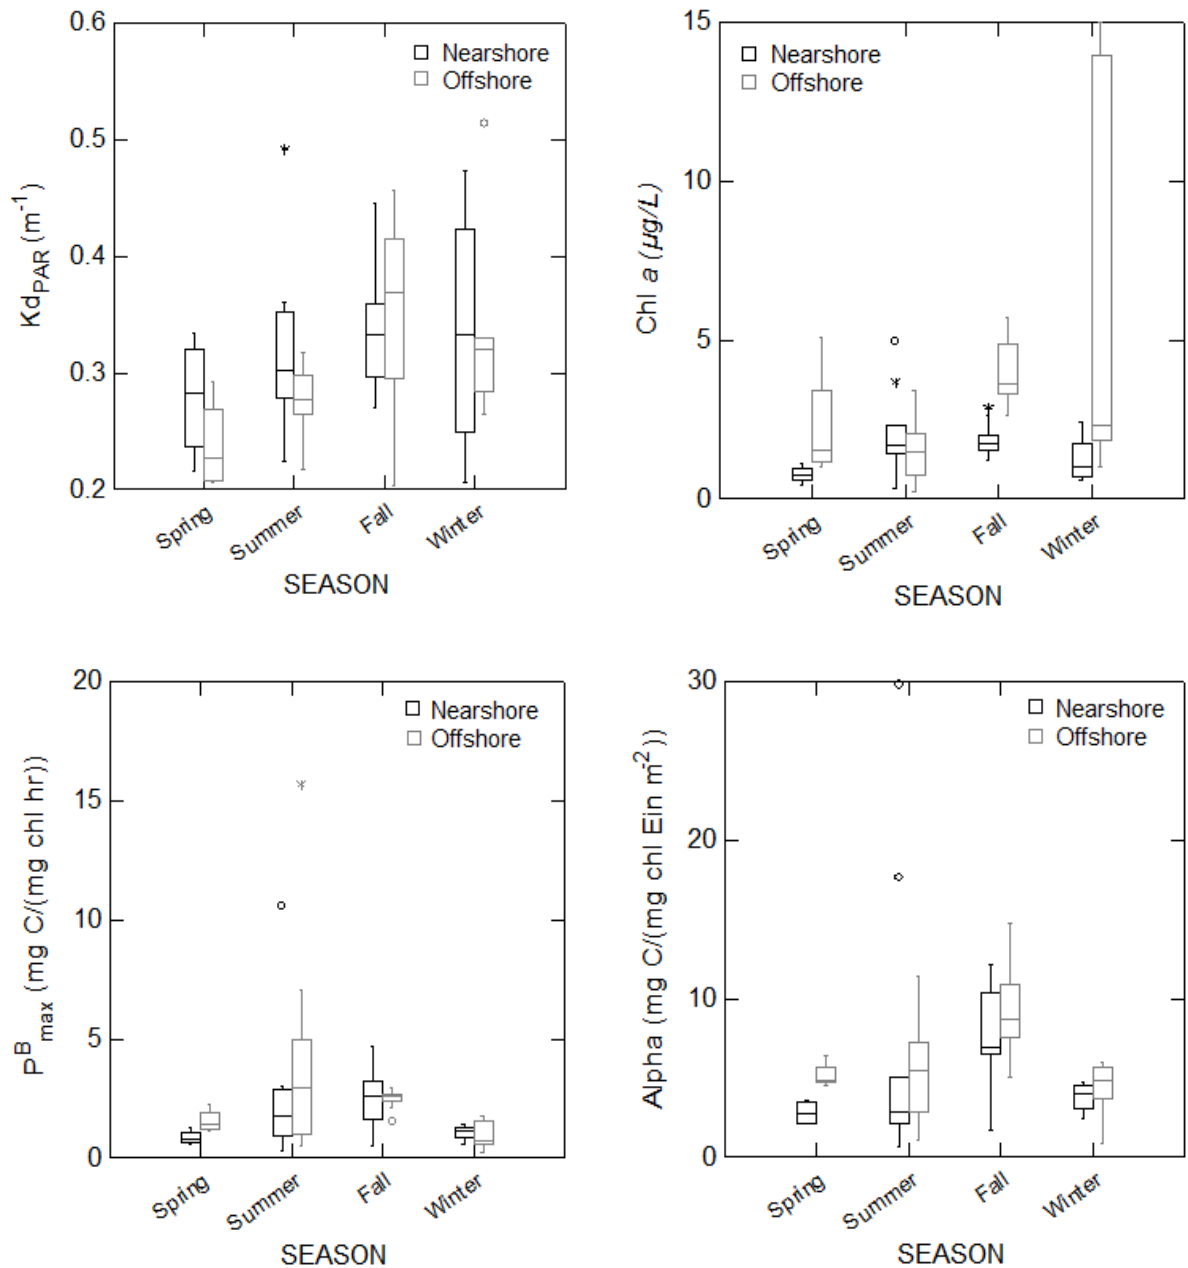 0.6
0.5
0.4
0.3
0.2
Kd_PAR (m⁻¹)
Nearshore
Offshore
Spring
Summer
Fall
Winter
SEASON
15
10
5
0
Chl a (µg/L)
Nearshore
Offshore
Spring
Summer
Fall
Winter
SEASON
20
15
10
5
0
P^B_max (mg C/(mg chl hr))
Nearshore
Offshore
Spring
Summer
Fall
Winter
SEASON
30
20
10
0
Alpha (mg C/(mg chl Ein m⁻²))
Nearshore
Offshore
Spring
Summer
Fall
Winter
SEASON